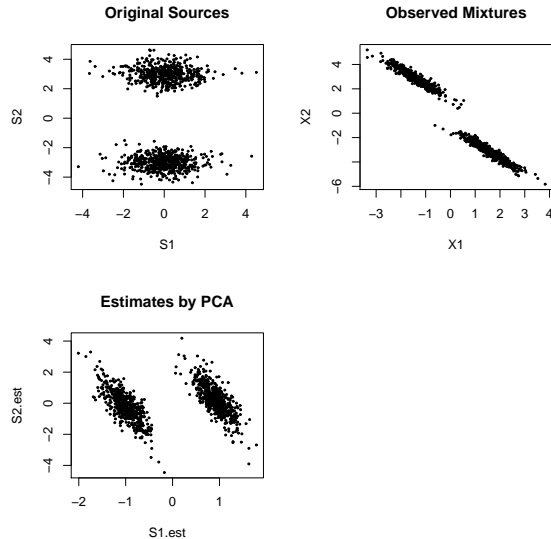 Original Sources
S2
4
2
0
−2
−4
−4 −2 0 2 4
S1
Observed Mixtures
X2
4
2
0
−2
−6
−3 −1 0 1 2 3 4
X1
Estimates by PCA
S2.est
4
2
0
−2
−4
−2 −1 0 1
S1.est